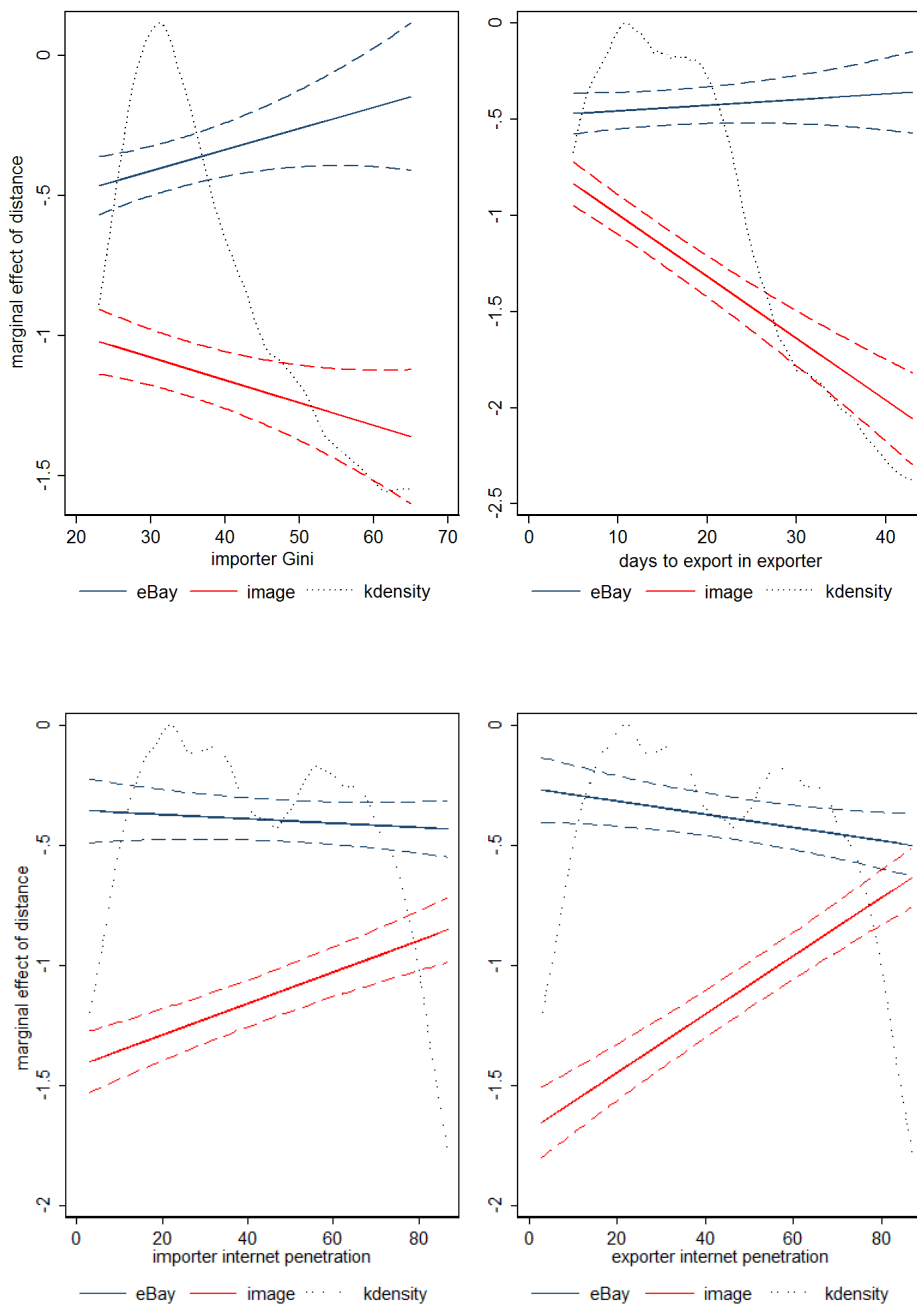 marginal effect of distance
0
-.5
-1
-1.5
20 30 40 50 60 70
importer Gini
eBay image kdensity
0
-.5
-1
-1.5
-2
-2.5
0 10 20 30 40
days to export in exporter
eBay image kdensity
marginal effect of distance
0
-.5
-1
-1.5
-2
0 20 40 60 80
importer internet penetration
eBay image kdensity
0
-.5
-1
-1.5
-2
0 20 40 60 80
exporter internet penetration
eBay image kdensity